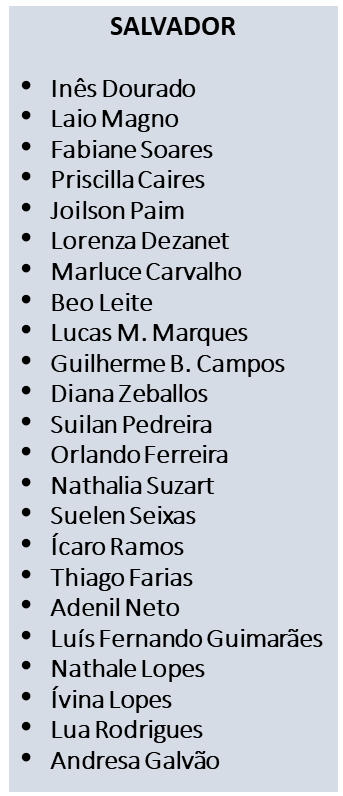 SALVADOR
• Inês Dourado
• Laio Magno
• Fabiane Soares
• Priscilla Caires
• Joilson Paim
• Lorenza Dezanet
• Marluce Carvalho
• Beo Leite
• Lucas M. Marques
• Guilherme B. Campos
• Diana Zeballos
• Suilan Pedreira
• Orlando Ferreira
• Nathalia Suzart
• Suelen Seixas
• Ícaro Ramos
• Thiago Farias
• Adenil Neto
• Luís Fernando Guimarães
• Nathale Lopes
• Ívina Lopes
• Lua Rodrigues
• Andresa Galvão